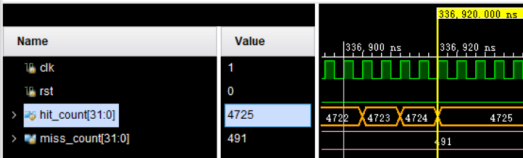 336,920.000 ns
Name Value
336,900 ns 336,920 ns
clk 1
rst 0
hit_count[31:0] 4725 4722 4723 4724 4725
miss_count[31:0] 491 491